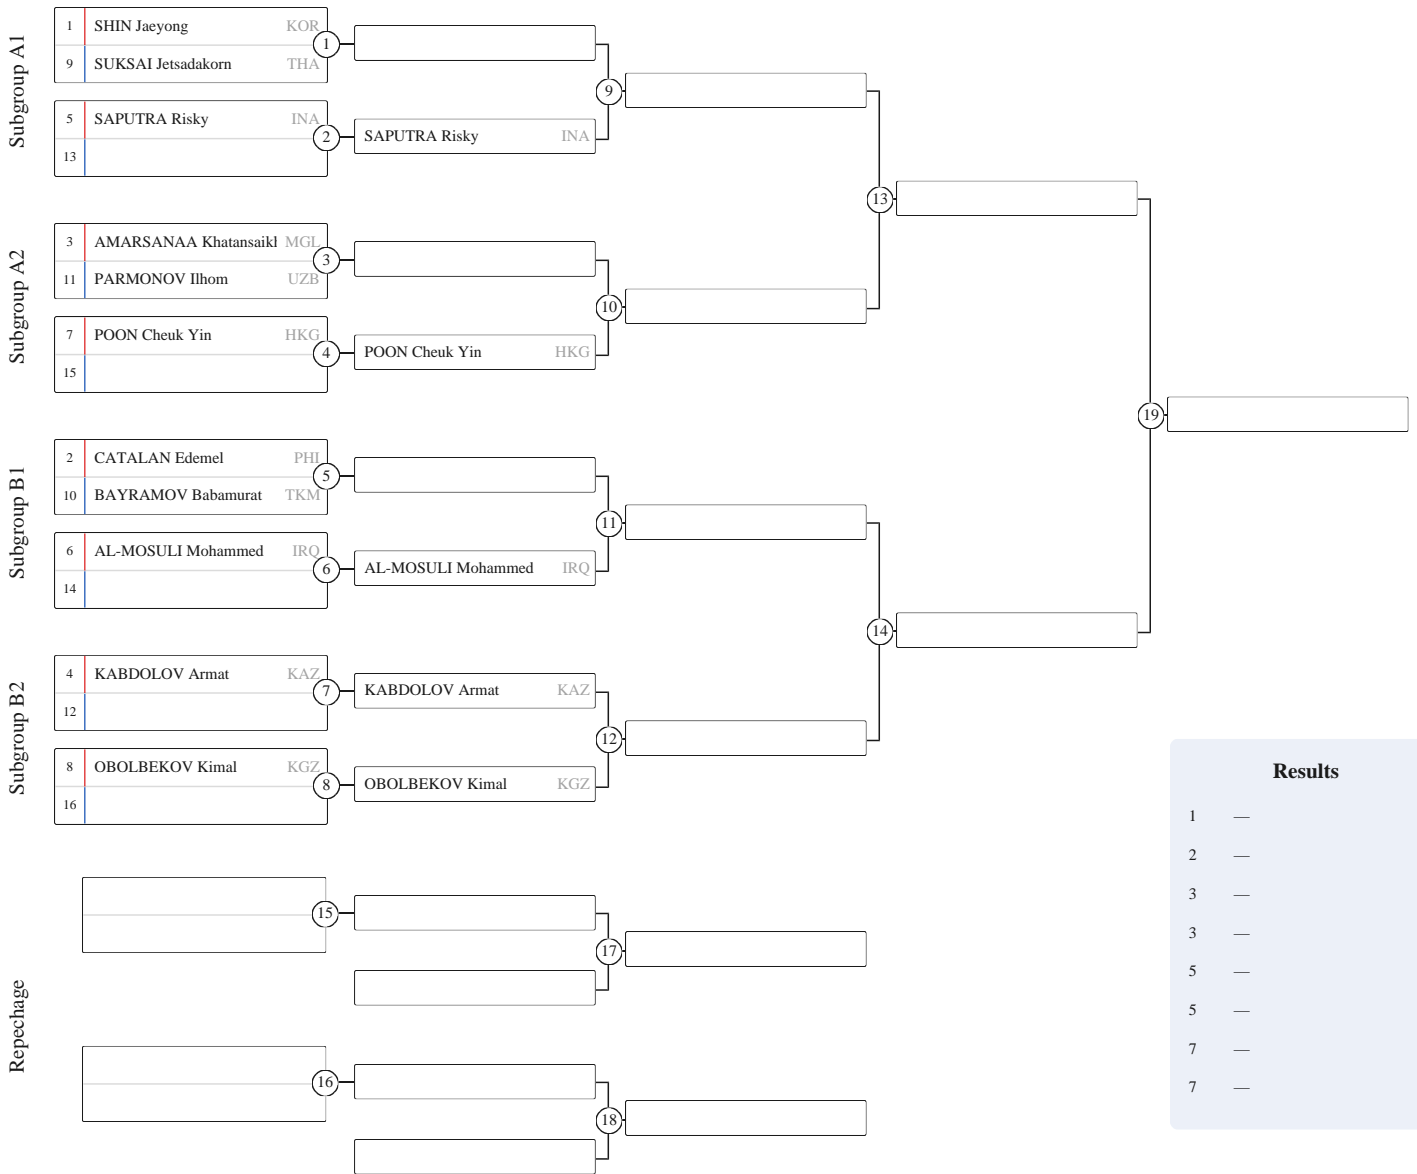 Subgroup A1
1 SHIN Jaeyong KOR
9 SUKSAI Jetsadakorn THA
1
5 SAPUTRA Risky INA
13
2
SAPUTRA Risky INA
9
Subgroup A2
3 AMARSANAA Khatansaikl MGL
11 PARMONOV Ilhom UZB
3
7 POON Cheuk Yin HKG
15
4
POON Cheuk Yin HKG
10
13
Subgroup B1
2 CATALAN Edemel PHI
10 BAYRAMOV Babamurat TKM
5
6 AL-MOSULI Mohammed IRQ
14
6
AL-MOSULI Mohammed IRQ
11
Subgroup B2
4 KABDOLOV Armat KAZ
12
7
KABDOLOV Armat KAZ
8 OBOLBEKOV Kimal KGZ
16
8
OBOLBEKOV Kimal KGZ
12
14
19
Repechage
15
17
16
18
Results
1 —
2 —
3 —
3 —
5 —
5 —
7 —
7 —